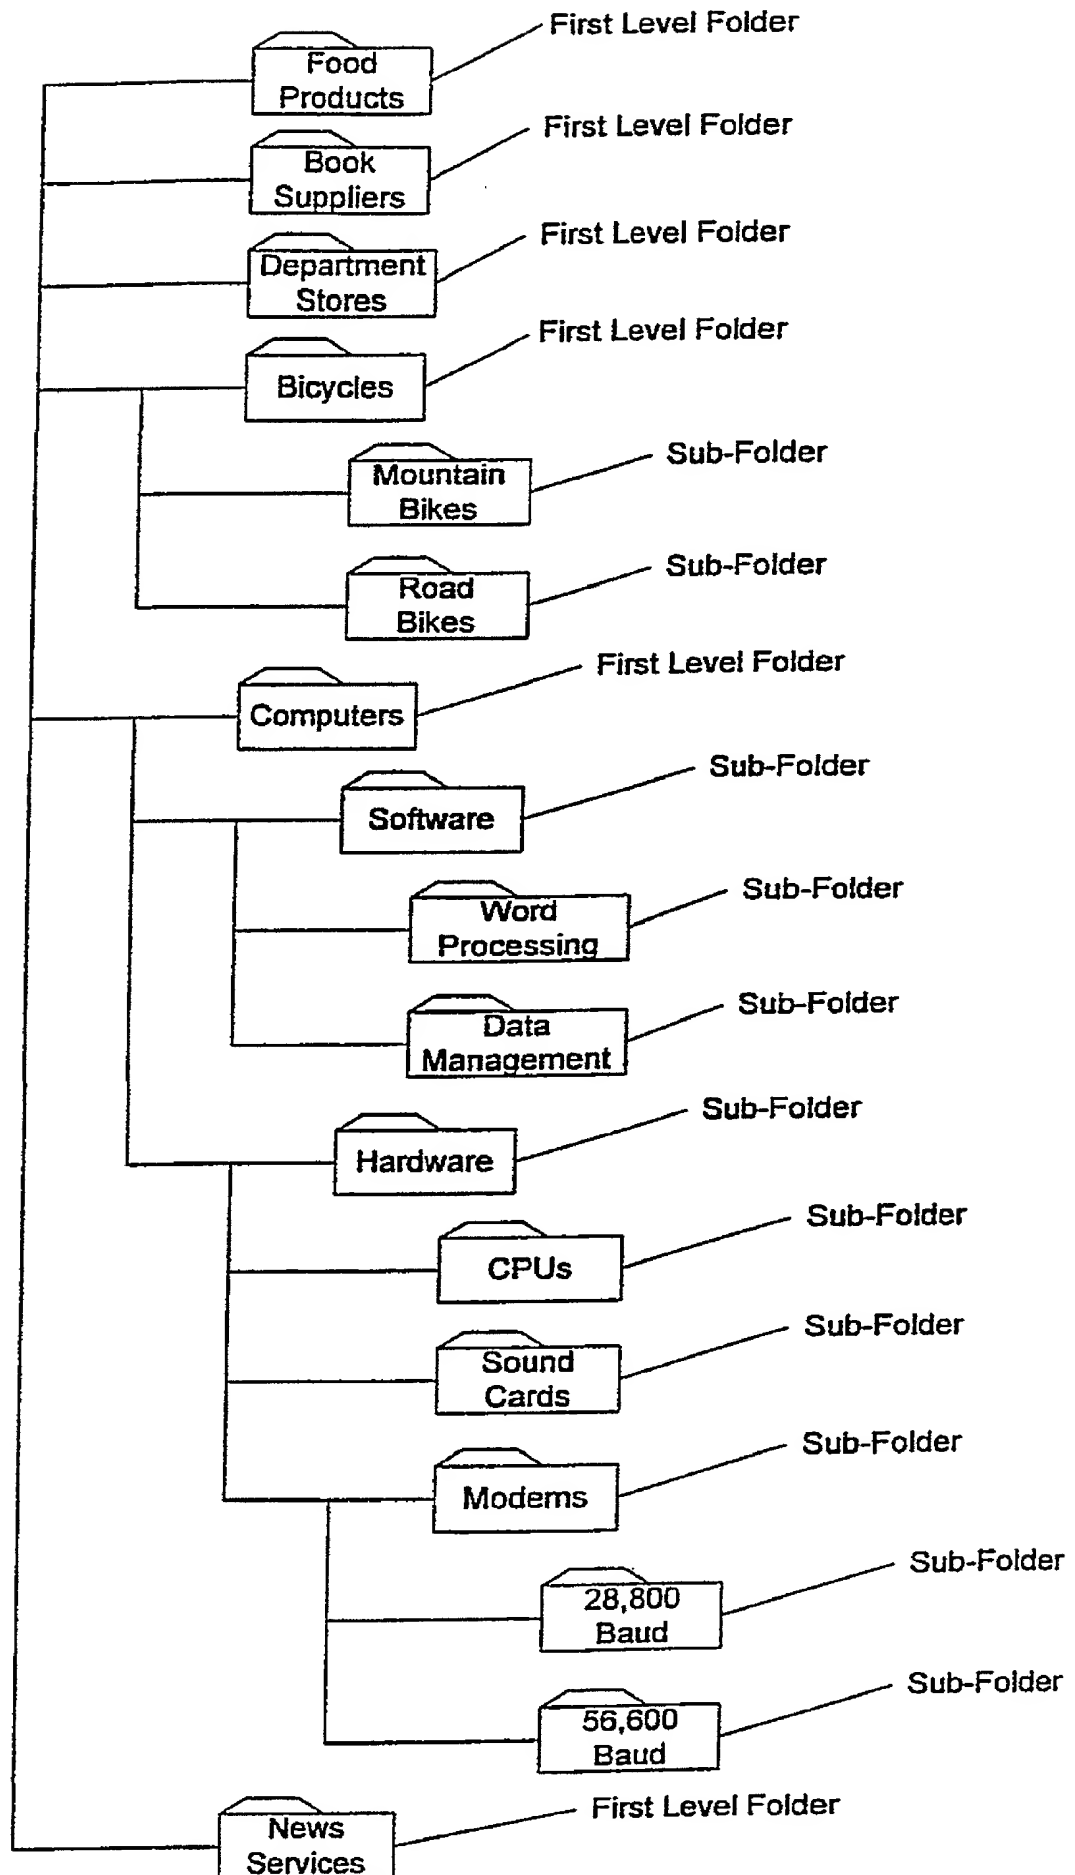 First Level Folder
Food
Products
First Level Folder
Book
Suppliers
First Level Folder
Department
Stores
First Level Folder
Bicycles
Sub-Folder
Mountain
Bikes
Sub-Folder
Road
Bikes
First Level Folder
Computers
Sub-Folder
Software
Sub-Folder
Word
Processing
Sub-Folder
Data
Management
Sub-Folder
Hardware
Sub-Folder
CPUs
Sub-Folder
Sound
Cards
Sub-Folder
Modems
Sub-Folder
28,800
Baud
Sub-Folder
56,600
Baud
First Level Folder
News
Services